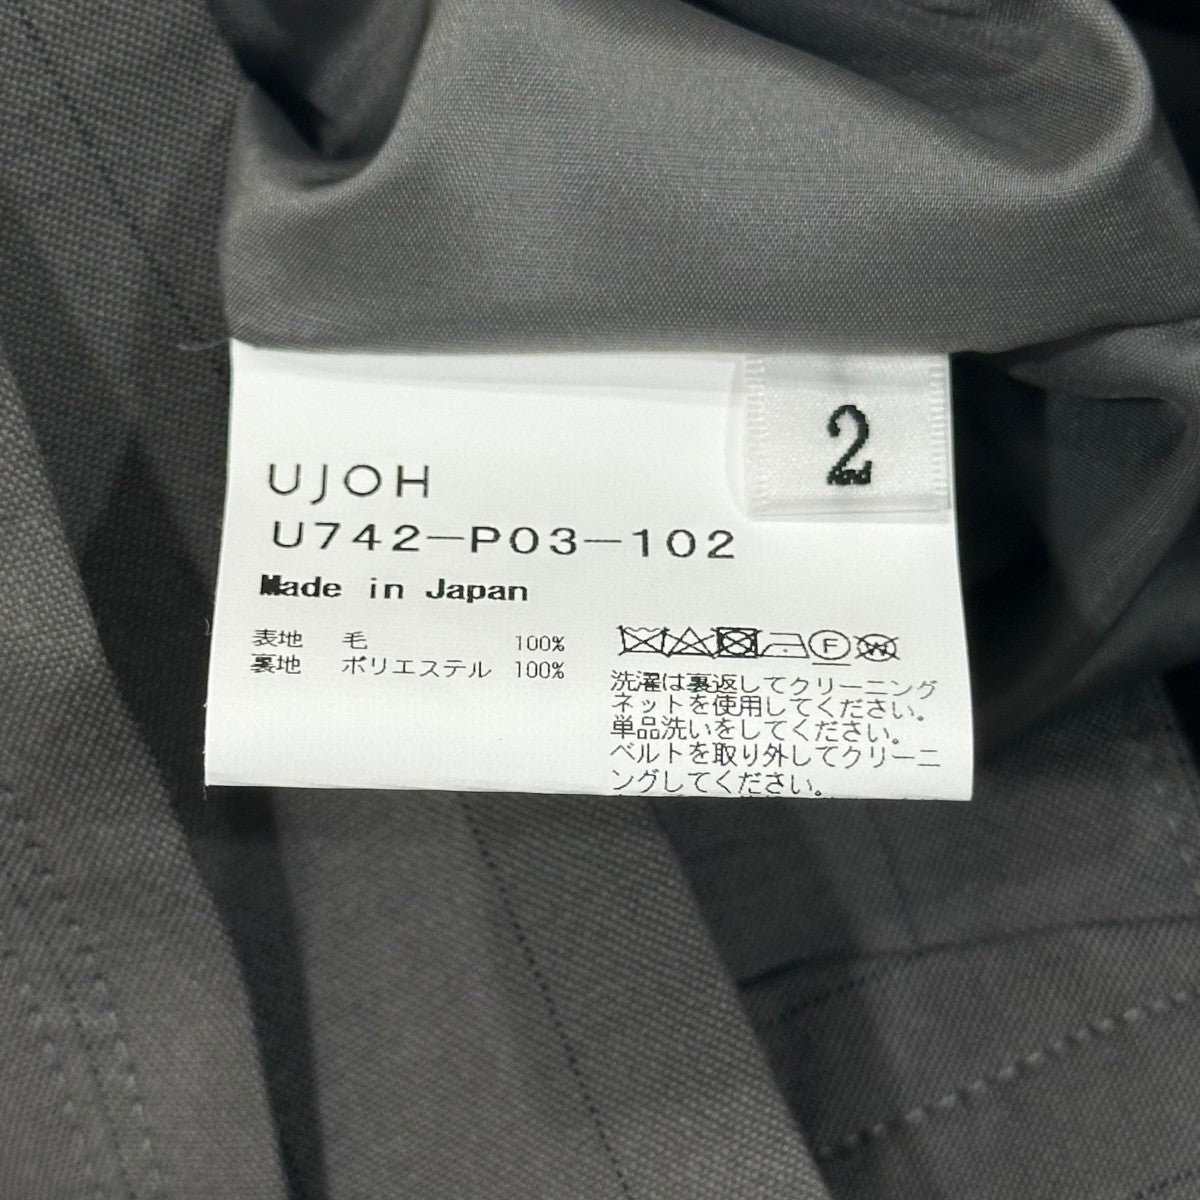 2
UJOH
U742-P03-102
Made in Japan
表地 毛 100%
裏地 ポリエステル 100%
F W
洗濯は裏返してクリーニング
ネットを使用してください。
単品洗いをしてください。
ベルトを取り外してクリーニ
ングしてください。